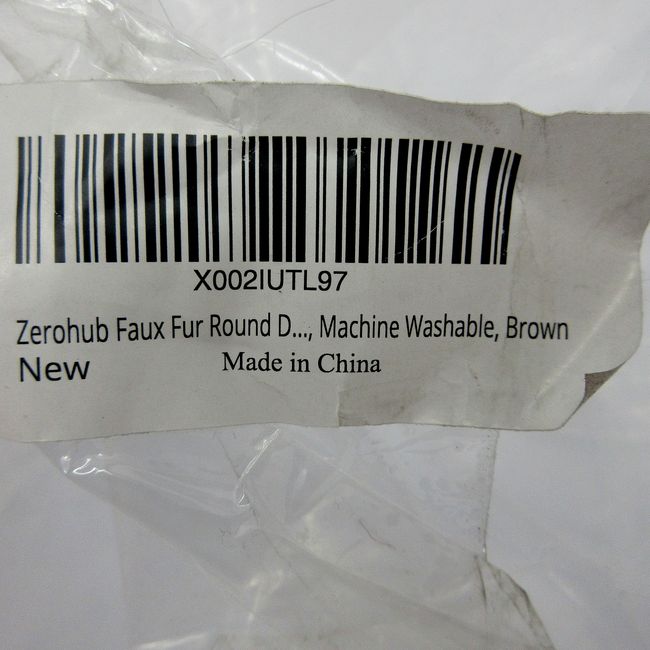 X002IUTL97
Zerohub Faux Fur Round D..., Machine Washable, Brown
New
Made in China